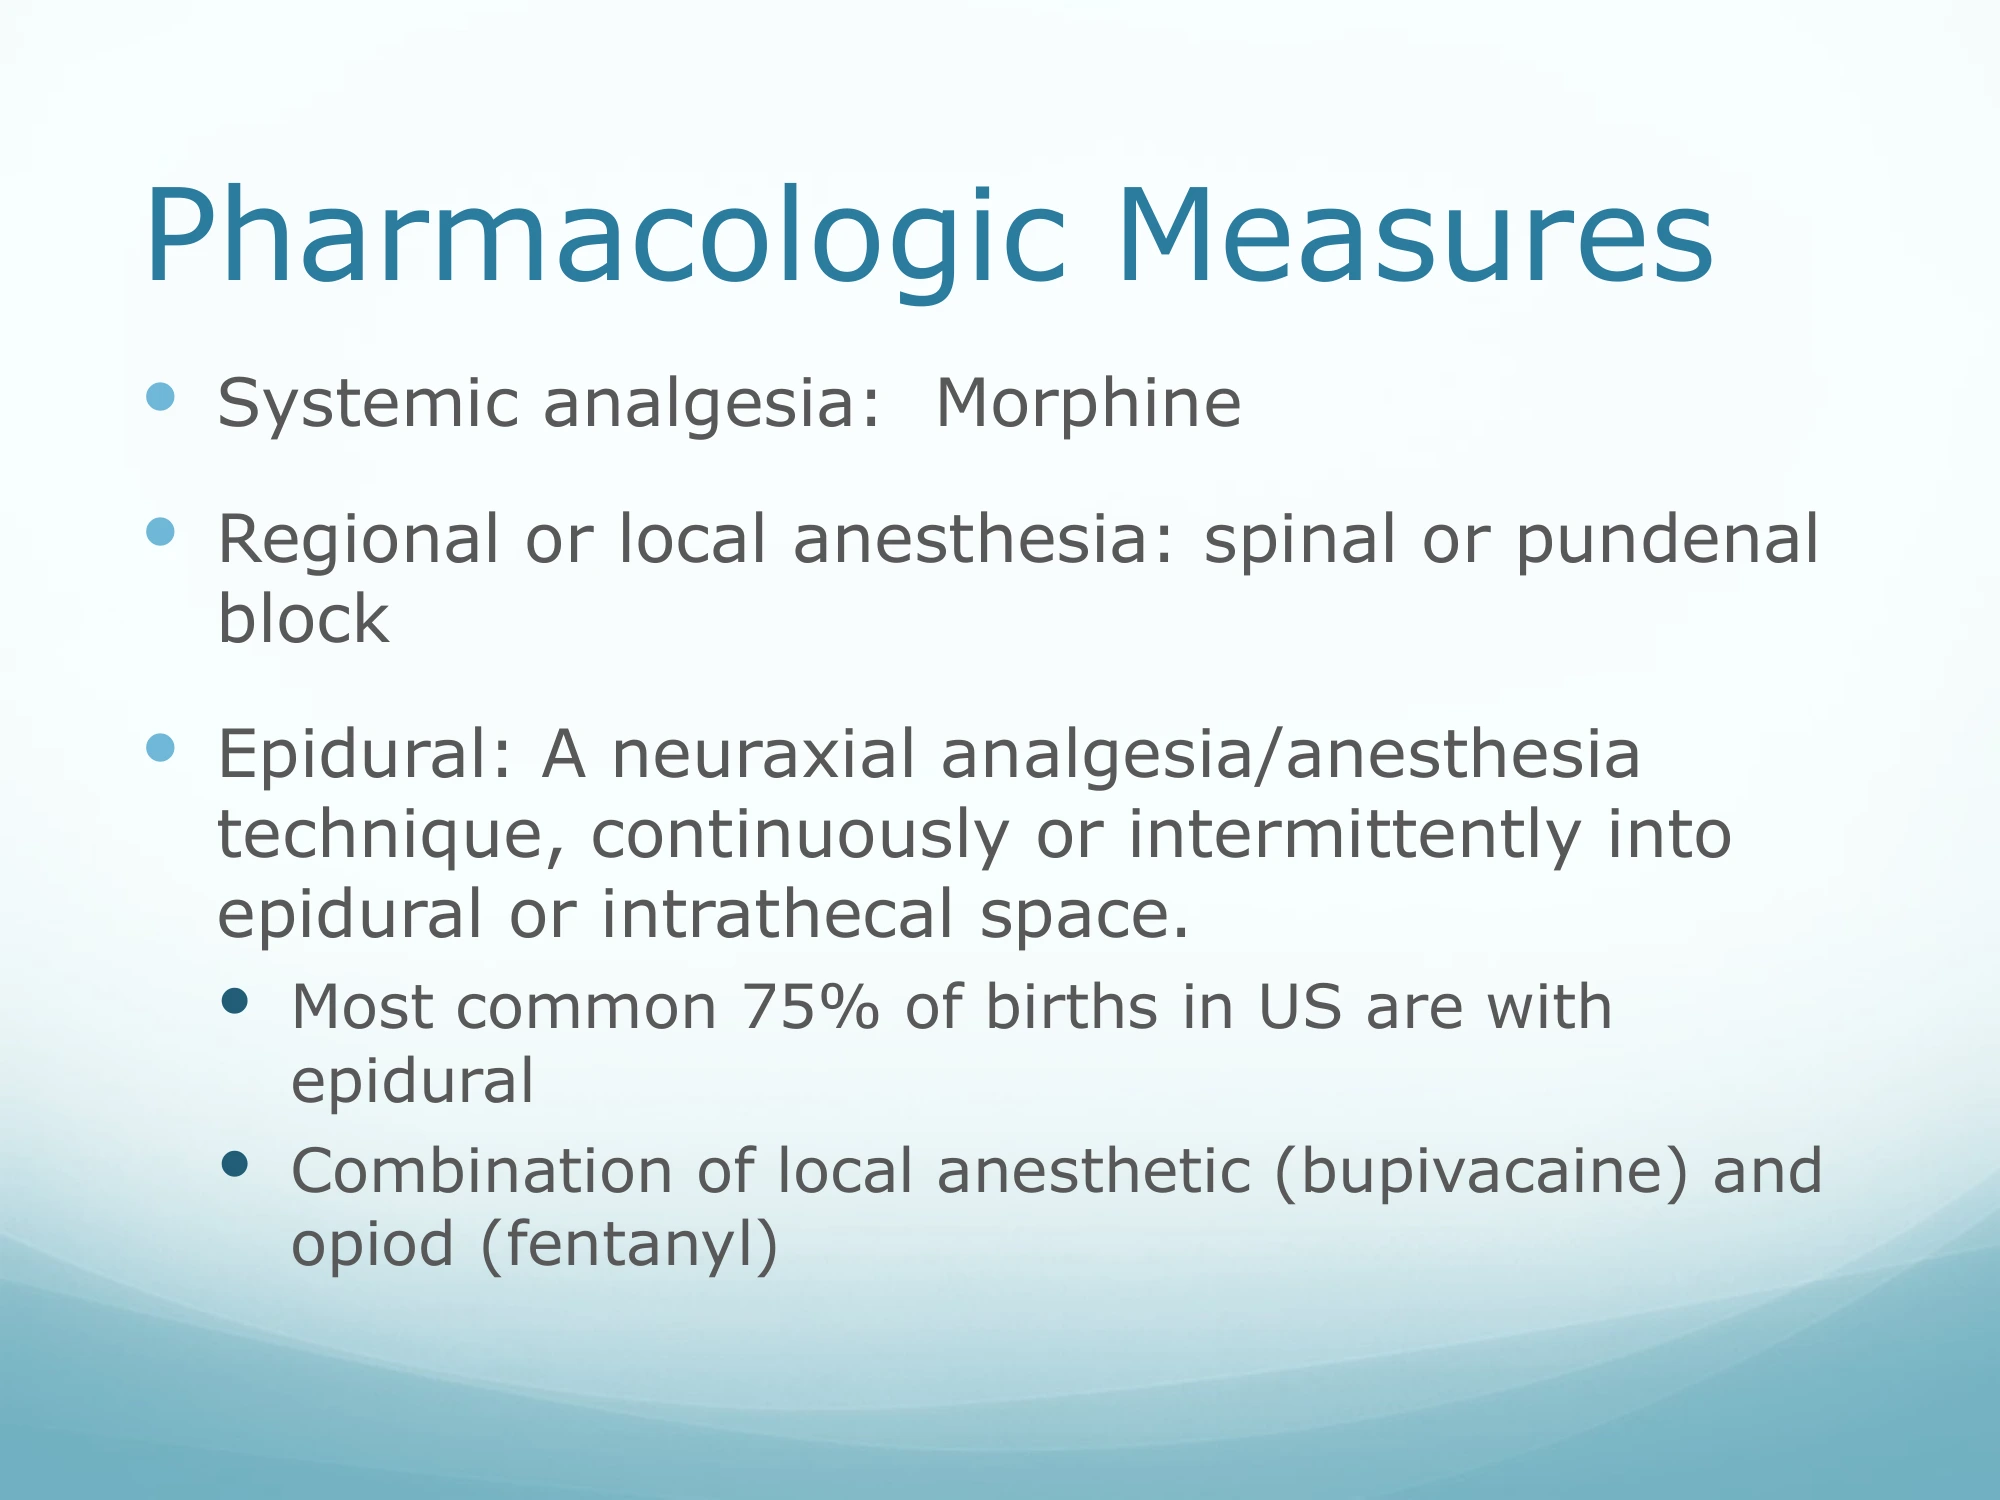 Pharmacologic Measures
• Systemic analgesia:  Morphine
• Regional or local anesthesia: spinal or pundenal
block
• Epidural: A neuraxial analgesia/anesthesia
technique, continuously or intermittently into
epidural or intrathecal space.
• Most common 75% of births in US are with
epidural
• Combination of local anesthetic (bupivacaine) and
opiod (fentanyl)